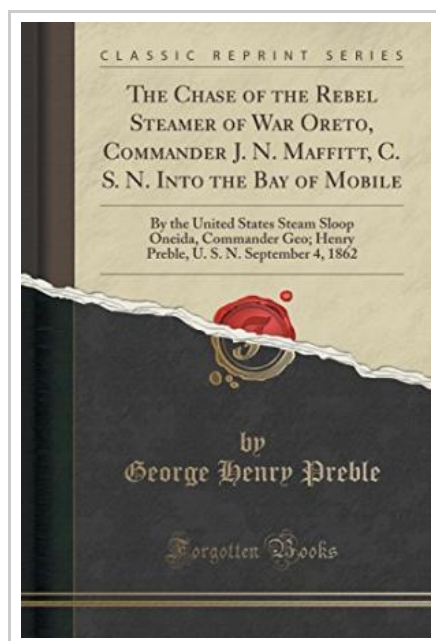 CLASSIC REPRINT SERIES
THE CHASE OF THE REBEL
STEAMER OF WAR ORETO,
COMMANDER J. N. MAFFITT, C.
S. N. INTO THE BAY OF MOBILE
By the United States Steam Sloop
Oneida, Commander Geo; Henry
Preble, U. S. N. September 4, 1862
by
George Henry Preble
Forgotten Books